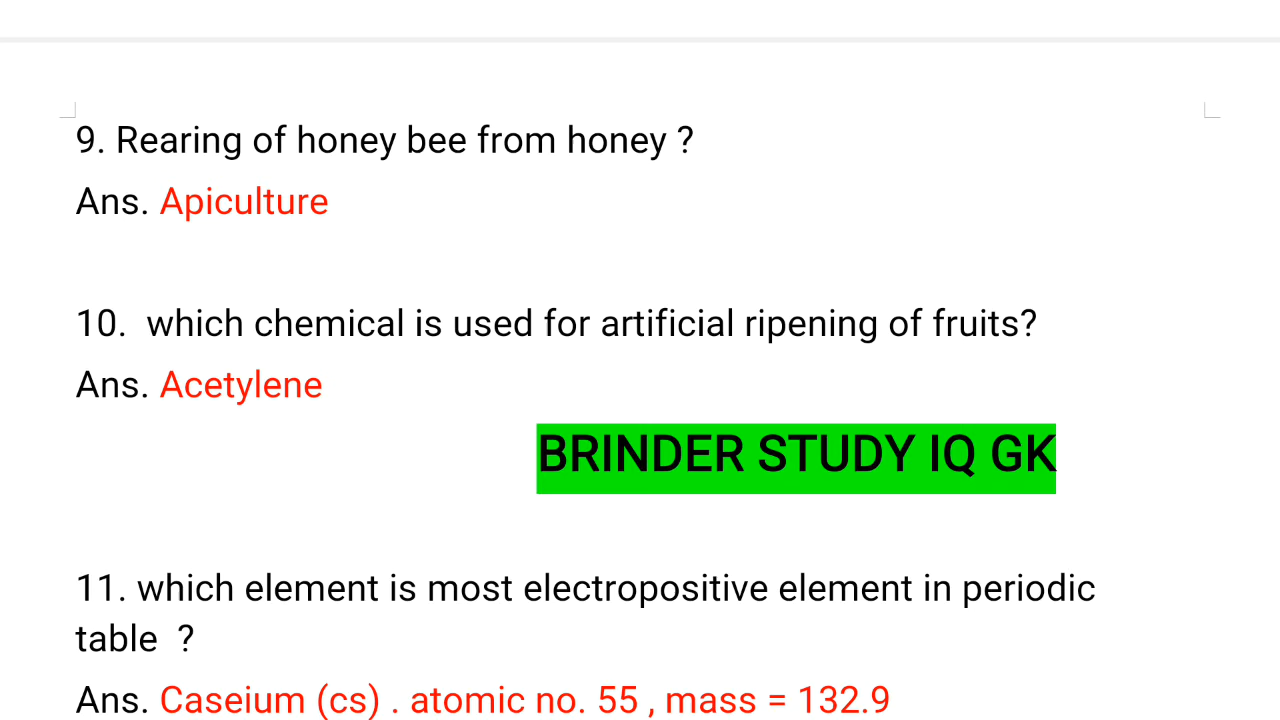 9. Rearing of honey bee from honey ?
Ans. Apiculture
10.  which chemical is used for artificial ripening of fruits?
Ans. Acetylene
BRINDER STUDY IQ GK
11. which element is most electropositive element in periodic
table  ?
Ans. Caseium (cs) . atomic no. 55 , mass = 132.9